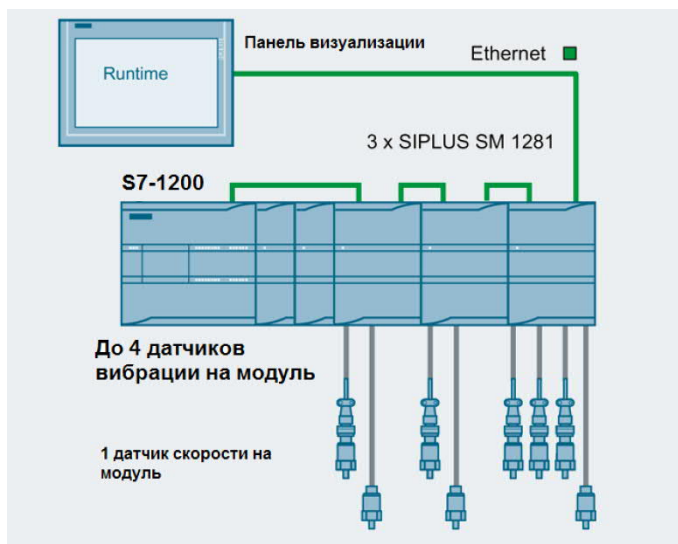 Панель визуализации
Runtime
Ethernet
3 x SIPLUS SM 1281
S7-1200
До 4 датчиков
вибрации на модуль
1 датчик скорости на
модуль